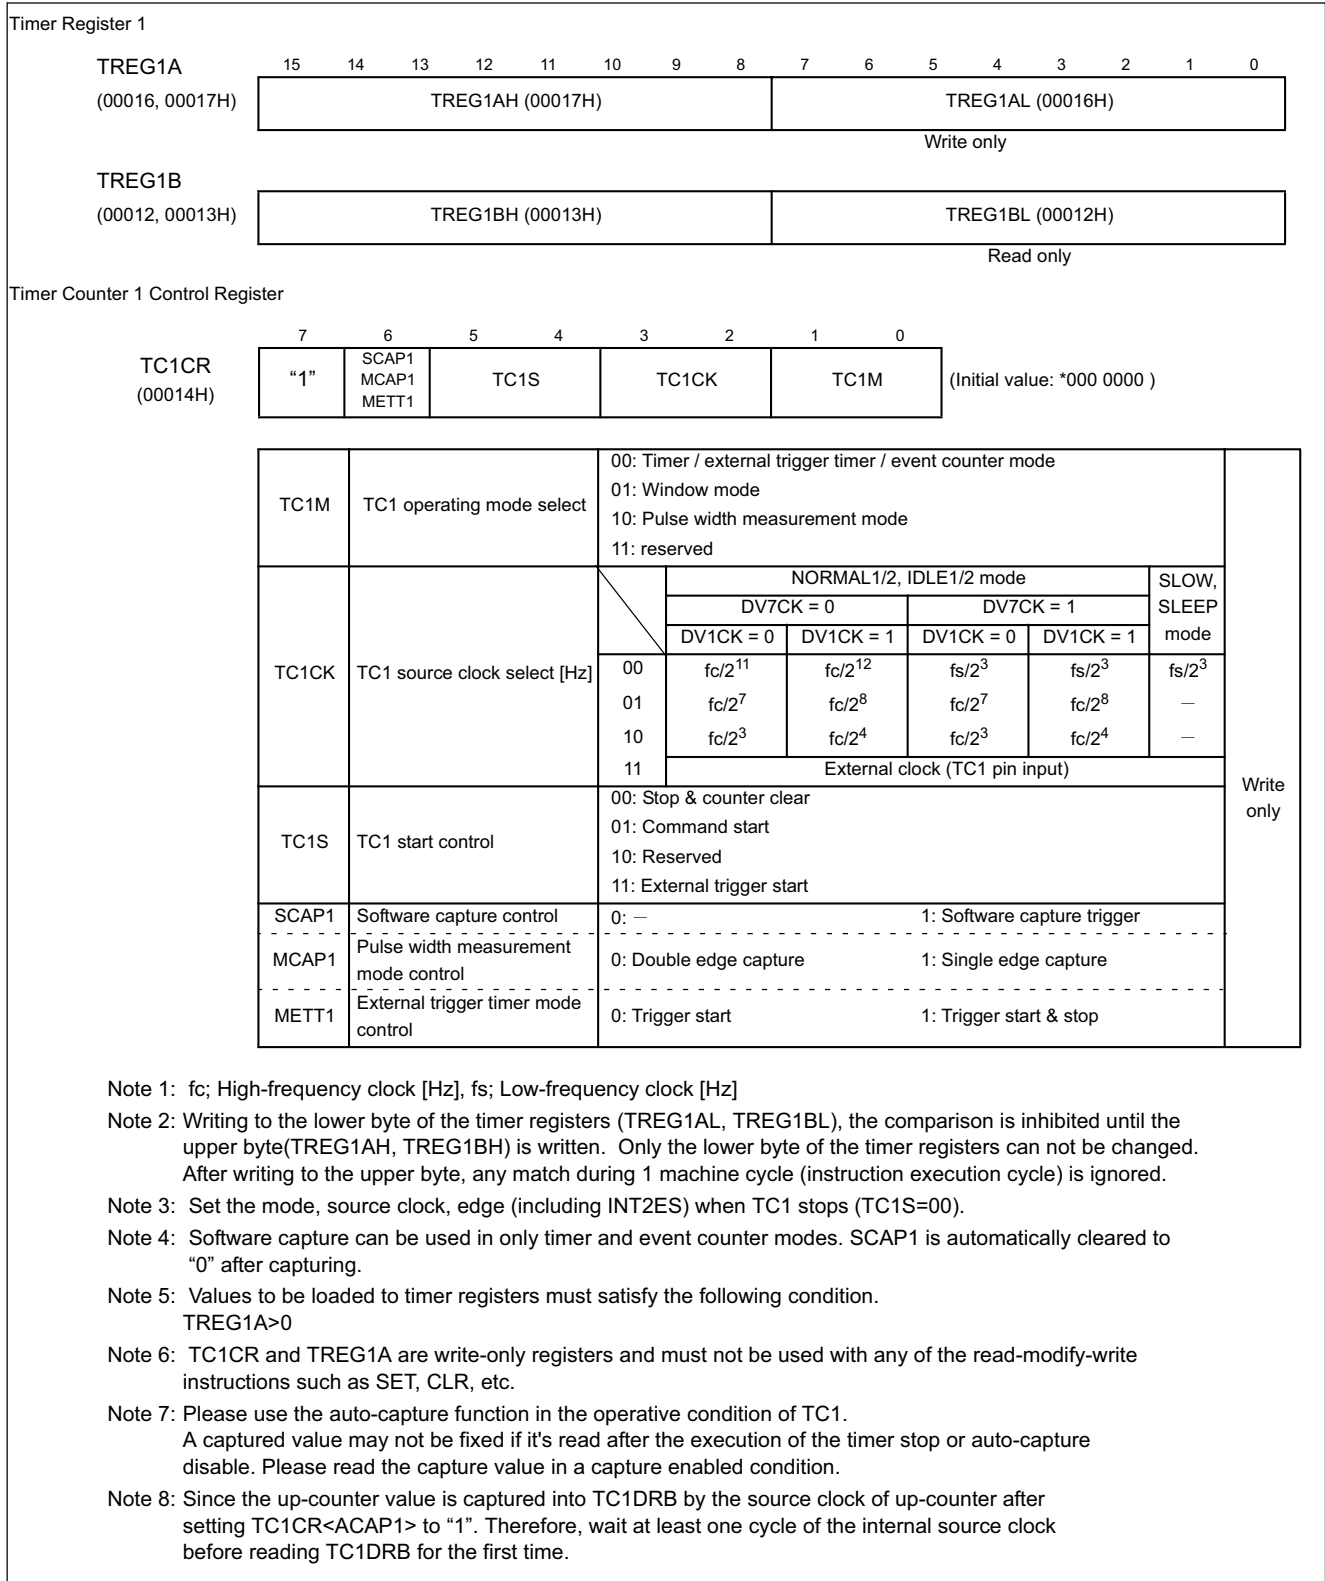 Timer Register 1
TREG1A 15 14 13 12 11 10 9 8 7 6 5 4 3 2 1 0
(00016, 00017H) TREG1AH (00017H) TREG1AL (00016H)
Write only
TREG1B
(00012, 00013H) TREG1BH (00013H) TREG1BL (00012H)
Read only
Timer Counter 1 Control Register
7 6 5 4 3 2 1 0
TC1CR
(00014H)
“1”
SCAP1
MCAP1
METT1
TC1S TC1CK TC1M (Initial value: *000 0000 )
TC1M TC1 operating mode select
00: Timer / external trigger timer / event counter mode
01: Window mode
10: Pulse width measurement mode
11: reserved
TC1CK TC1 source clock select [Hz]
NORMAL1/2, IDLE1/2 mode
SLOW,
SLEEP
mode
DV7CK = 0 DV7CK = 1
DV1CK = 0 DV1CK = 1 DV1CK = 0 DV1CK = 1
00 fc/2^11 fc/2^12 fs/2^3 fs/2^3 fs/2^3
01 fc/2^7 fc/2^8 fc/2^7 fc/2^8 －
10 fc/2^3 fc/2^4 fc/2^3 fc/2^4 －
11 External clock (TC1 pin input)
TC1S TC1 start control
00: Stop & counter clear
01: Command start
10: Reserved
11: External trigger start
SCAP1 Software capture control 0: － 1: Software capture trigger
MCAP1 Pulse width measurement
mode control
0: Double edge capture 1: Single edge capture
METT1 External trigger timer mode
control
0: Trigger start 1: Trigger start & stop
Write
only
Note 1: fc; High-frequency clock [Hz], fs; Low-frequency clock [Hz]
Note 2: Writing to the lower byte of the timer registers (TREG1AL, TREG1BL), the comparison is inhibited until the
upper byte(TREG1AH, TREG1BH) is written. Only the lower byte of the timer registers can not be changed.
After writing to the upper byte, any match during 1 machine cycle (instruction execution cycle) is ignored.
Note 3: Set the mode, source clock, edge (including INT2ES) when TC1 stops (TC1S=00).
Note 4: Software capture can be used in only timer and event counter modes. SCAP1 is automatically cleared to
“0” after capturing.
Note 5: Values to be loaded to timer registers must satisfy the following condition.
TREG1A>0
Note 6: TC1CR and TREG1A are write-only registers and must not be used with any of the read-modify-write
instructions such as SET, CLR, etc.
Note 7: Please use the auto-capture function in the operative condition of TC1.
A captured value may not be fixed if it's read after the execution of the timer stop or auto-capture
disable. Please read the capture value in a capture enabled condition.
Note 8: Since the up-counter value is captured into TC1DRB by the source clock of up-counter after
setting TC1CR<ACAP1> to “1”. Therefore, wait at least one cycle of the internal source clock
before reading TC1DRB for the first time.